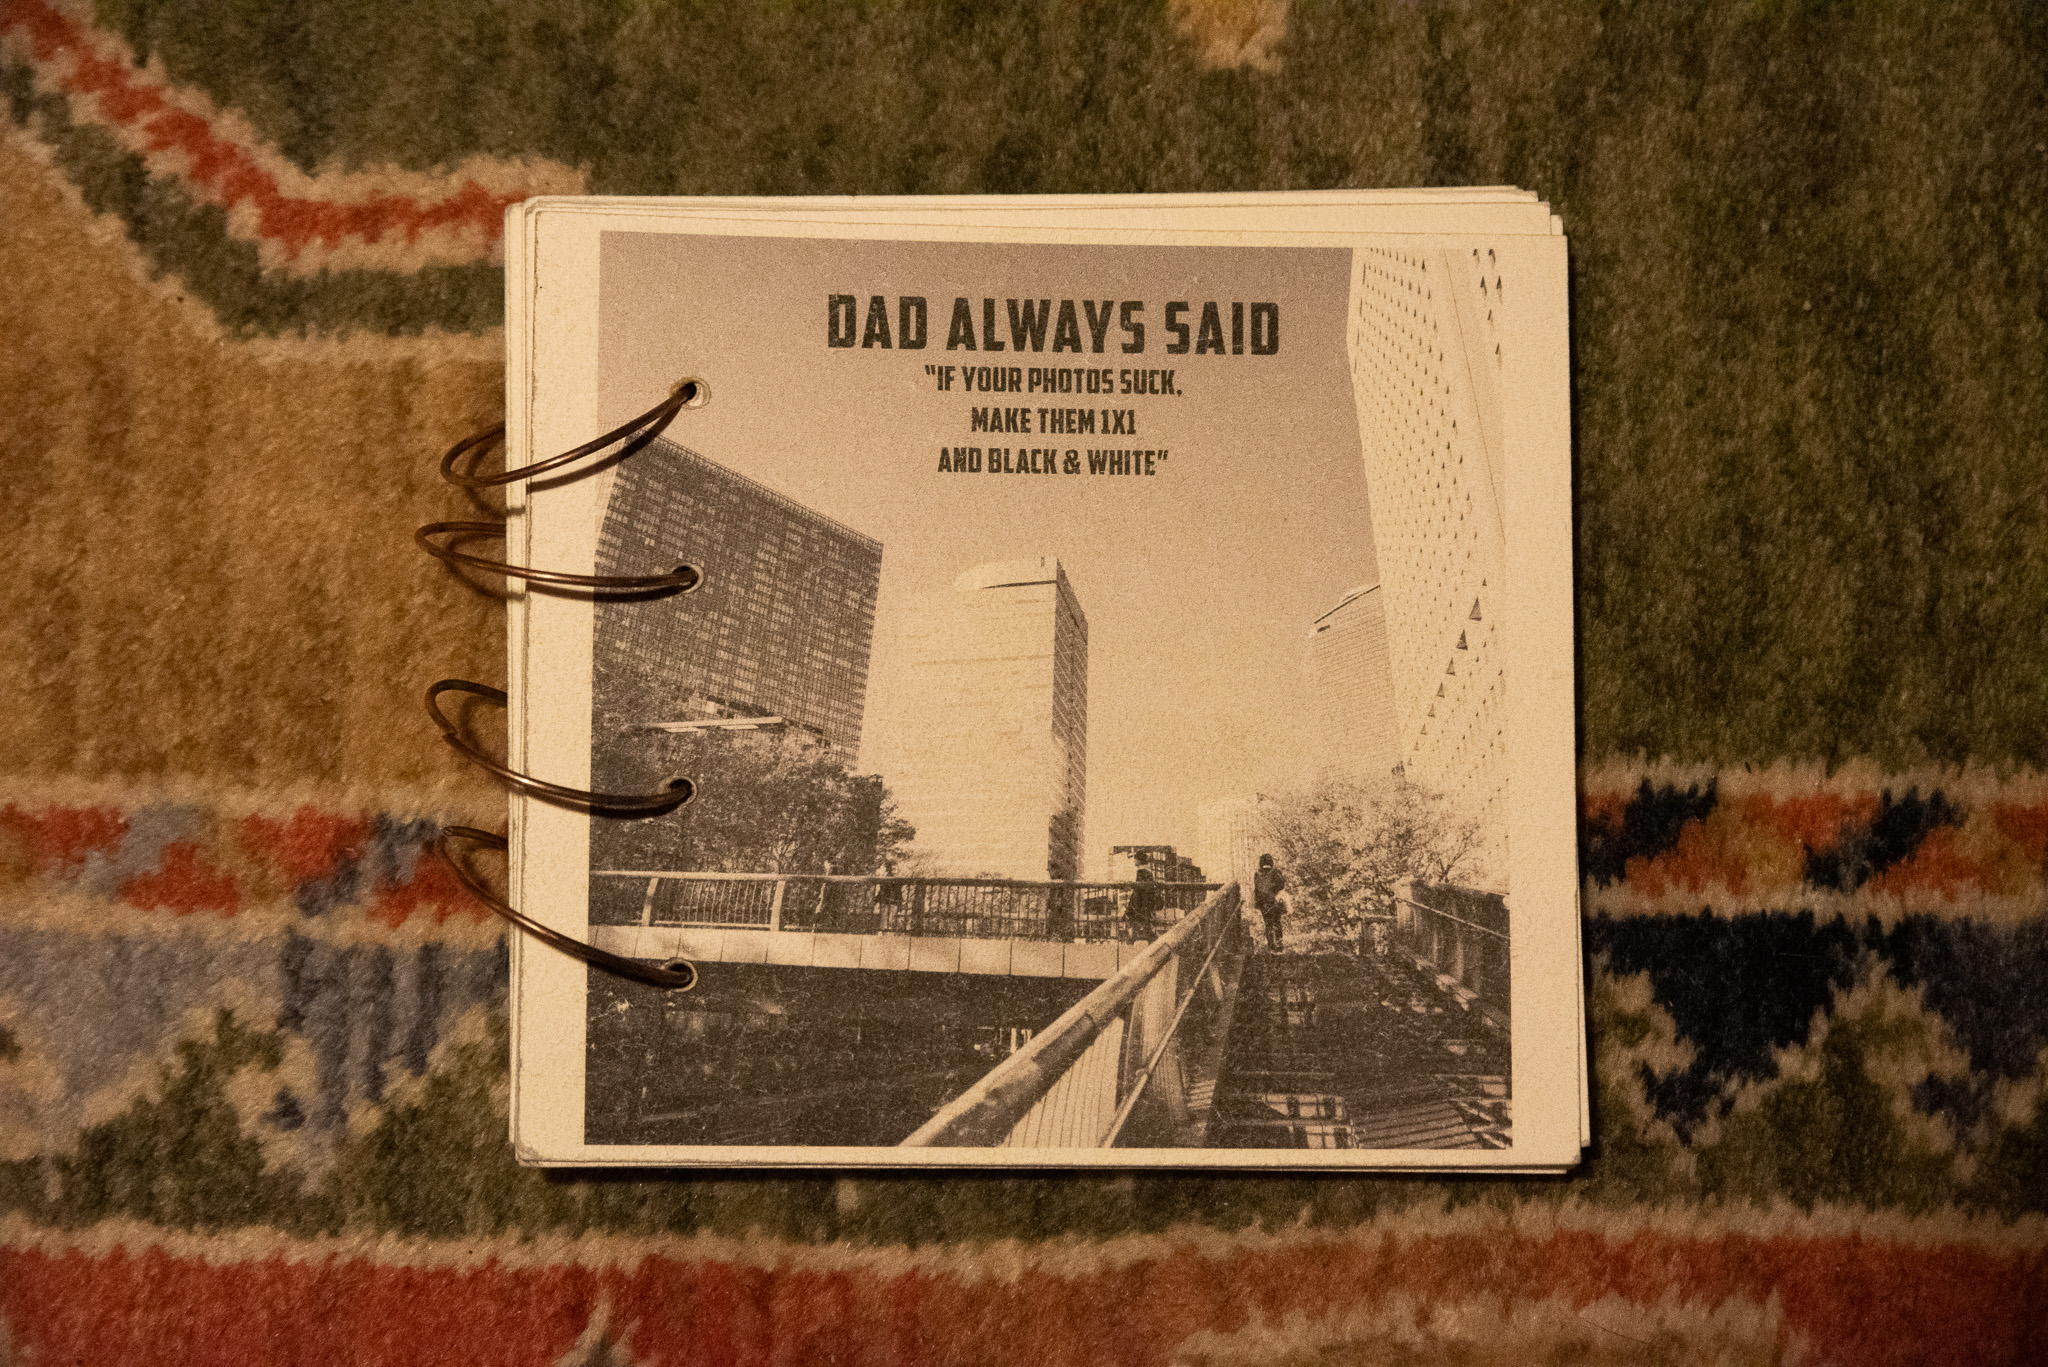 DAD ALWAYS SAID
"IF YOUR PHOTOS SUCK,
MAKE THEM 1X1
AND BLACK & WHITE"